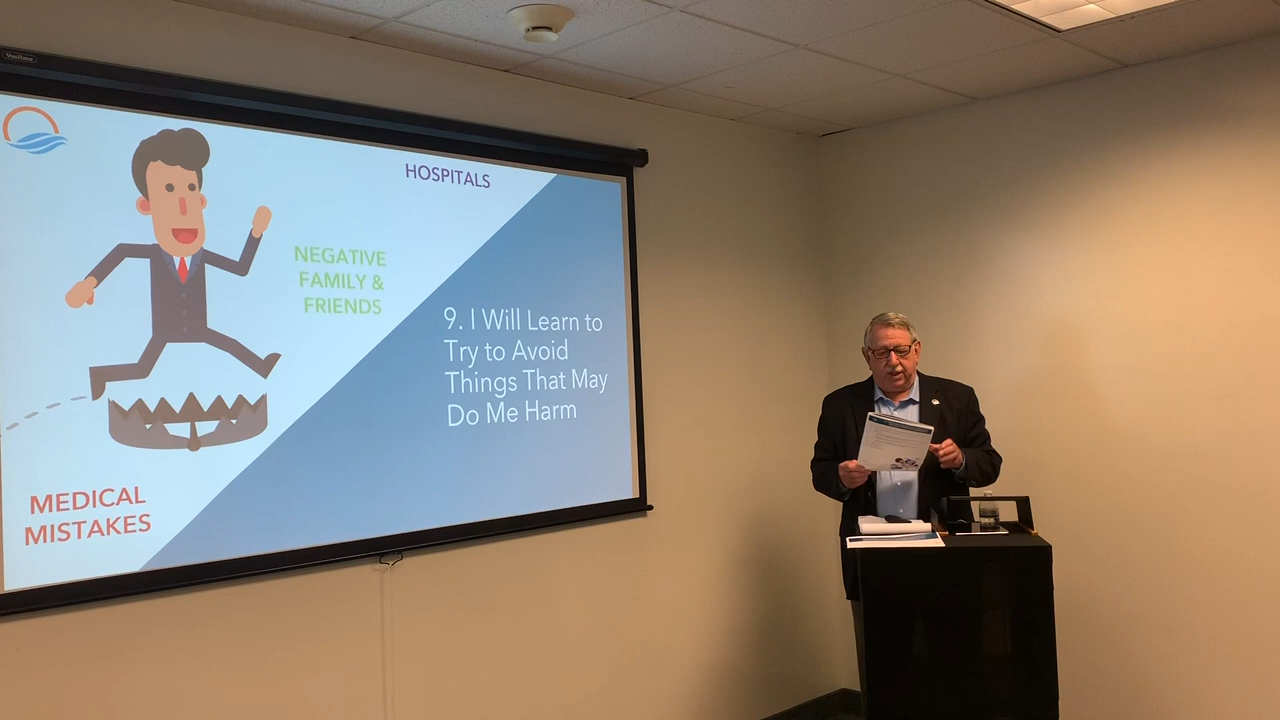 HOSPITALS
NEGATIVE
FAMILY &
FRIENDS
9. I Will Learn to
Try to Avoid
Things That May
Do Me Harm
MEDICAL
MISTAKES